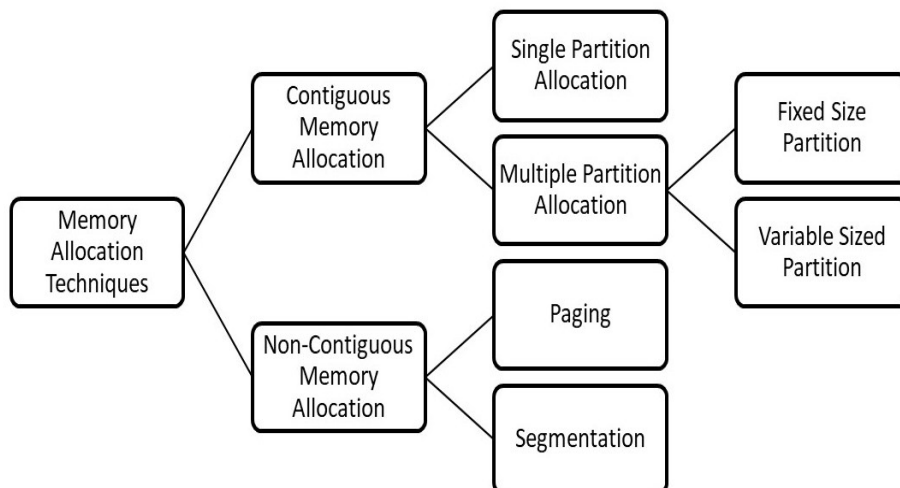 Memory
Allocation
Techniques
Contiguous
Memory
Allocation
Non-Contiguous
Memory
Allocation
Single Partition
Allocation
Multiple Partition
Allocation
Paging
Segmentation
Fixed Size
Partition
Variable Sized
Partition